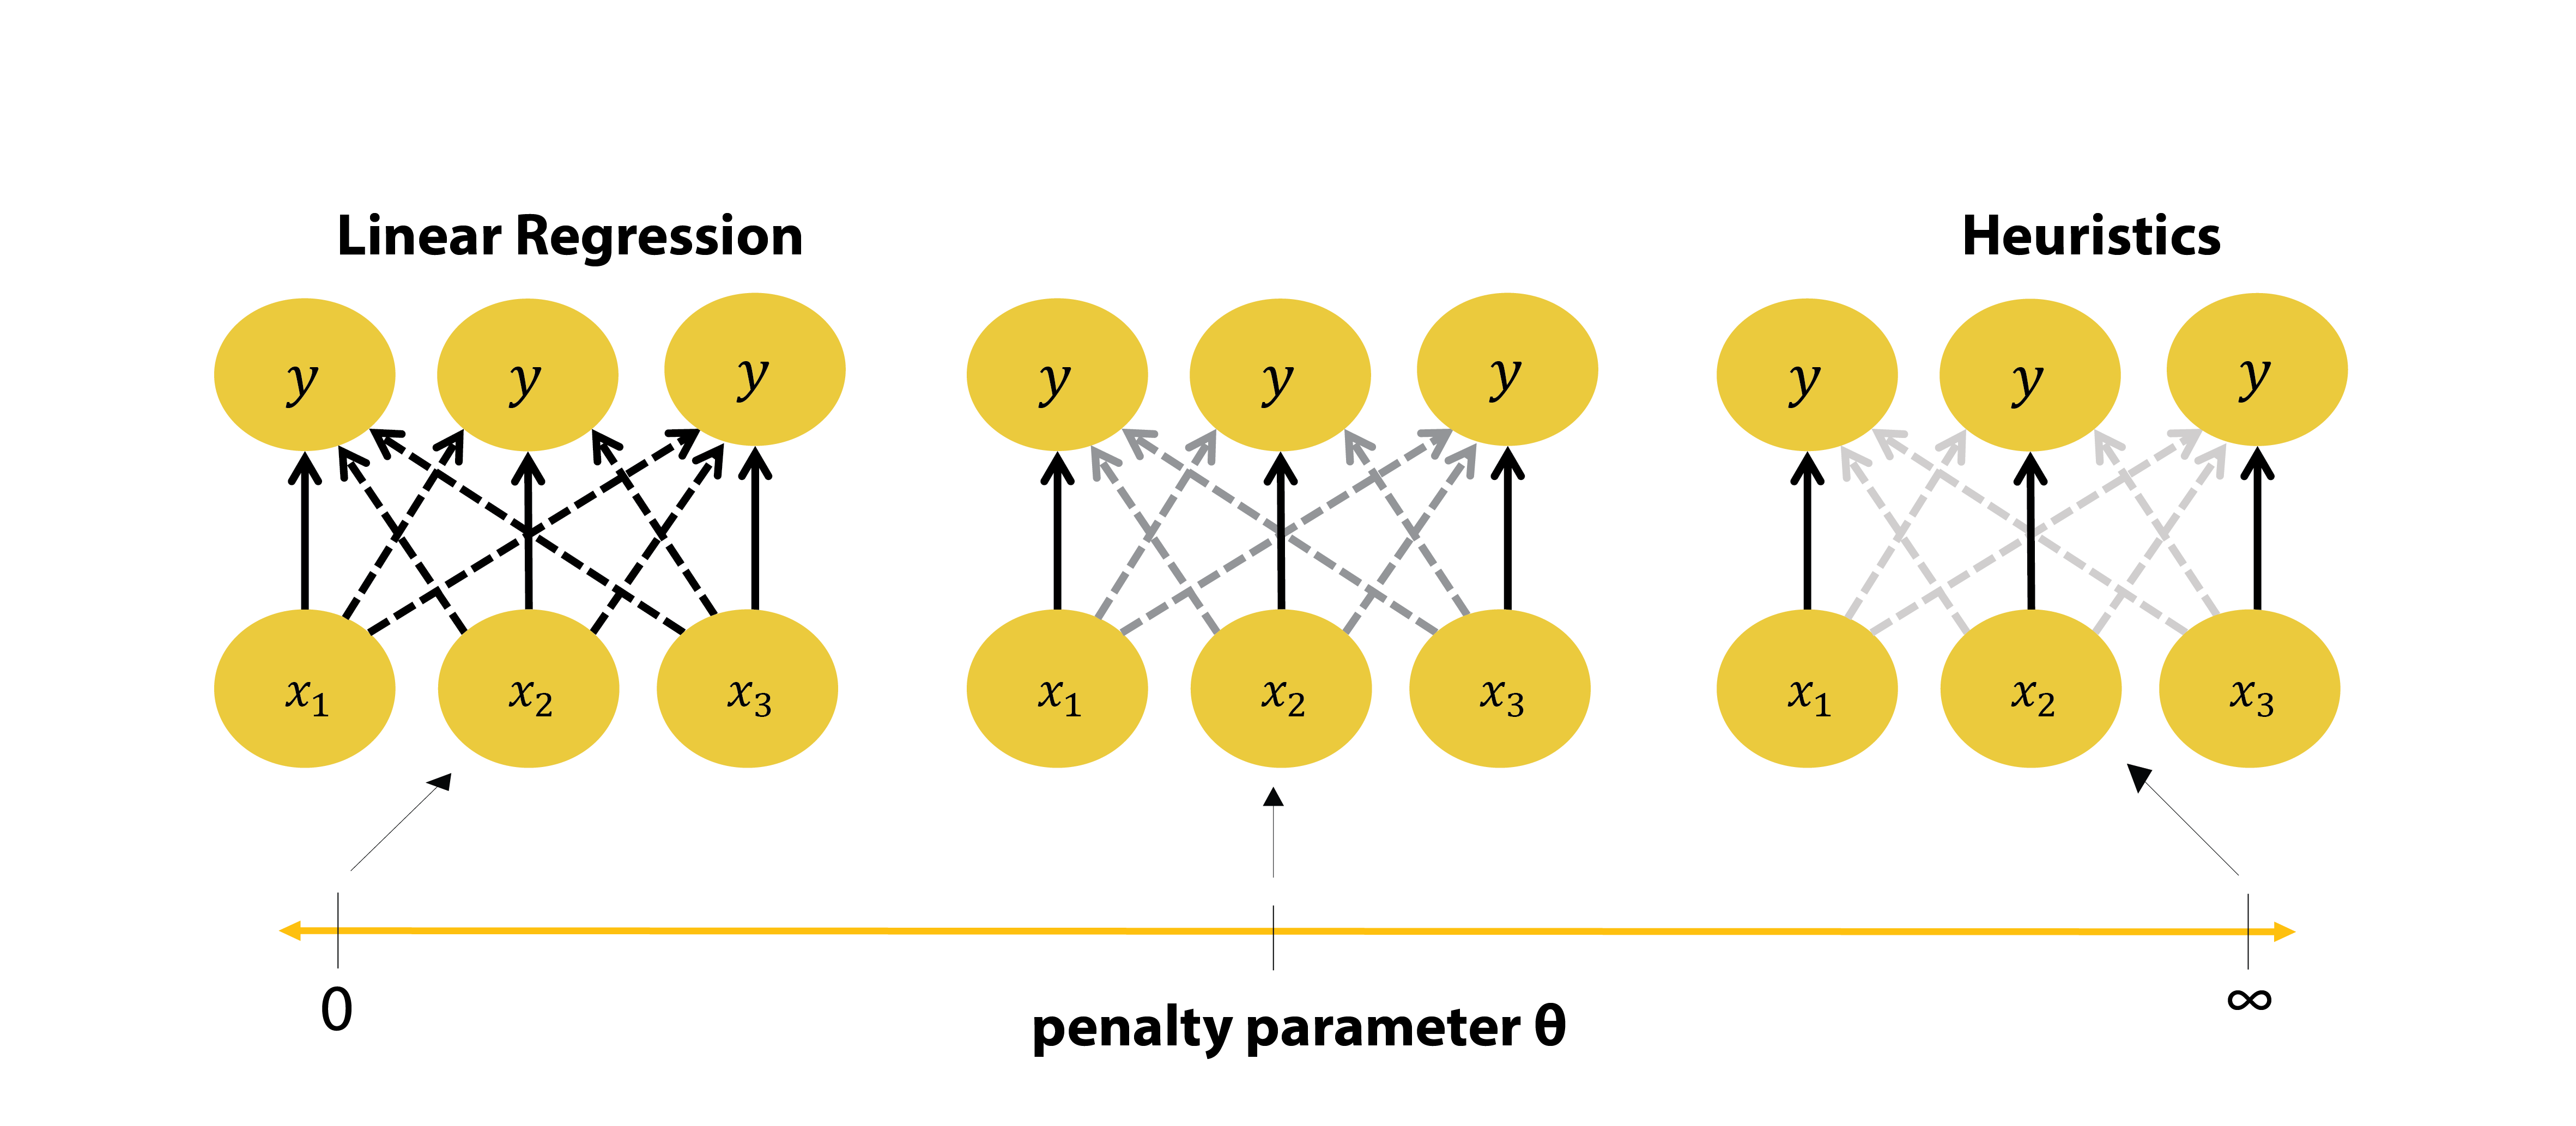 Linear Regression
Heuristics
y y y y y y y y y
x₁ x₂ x₃ x₁ x₂ x₃ x₁ x₂ x₃
0
penalty parameter θ
∞